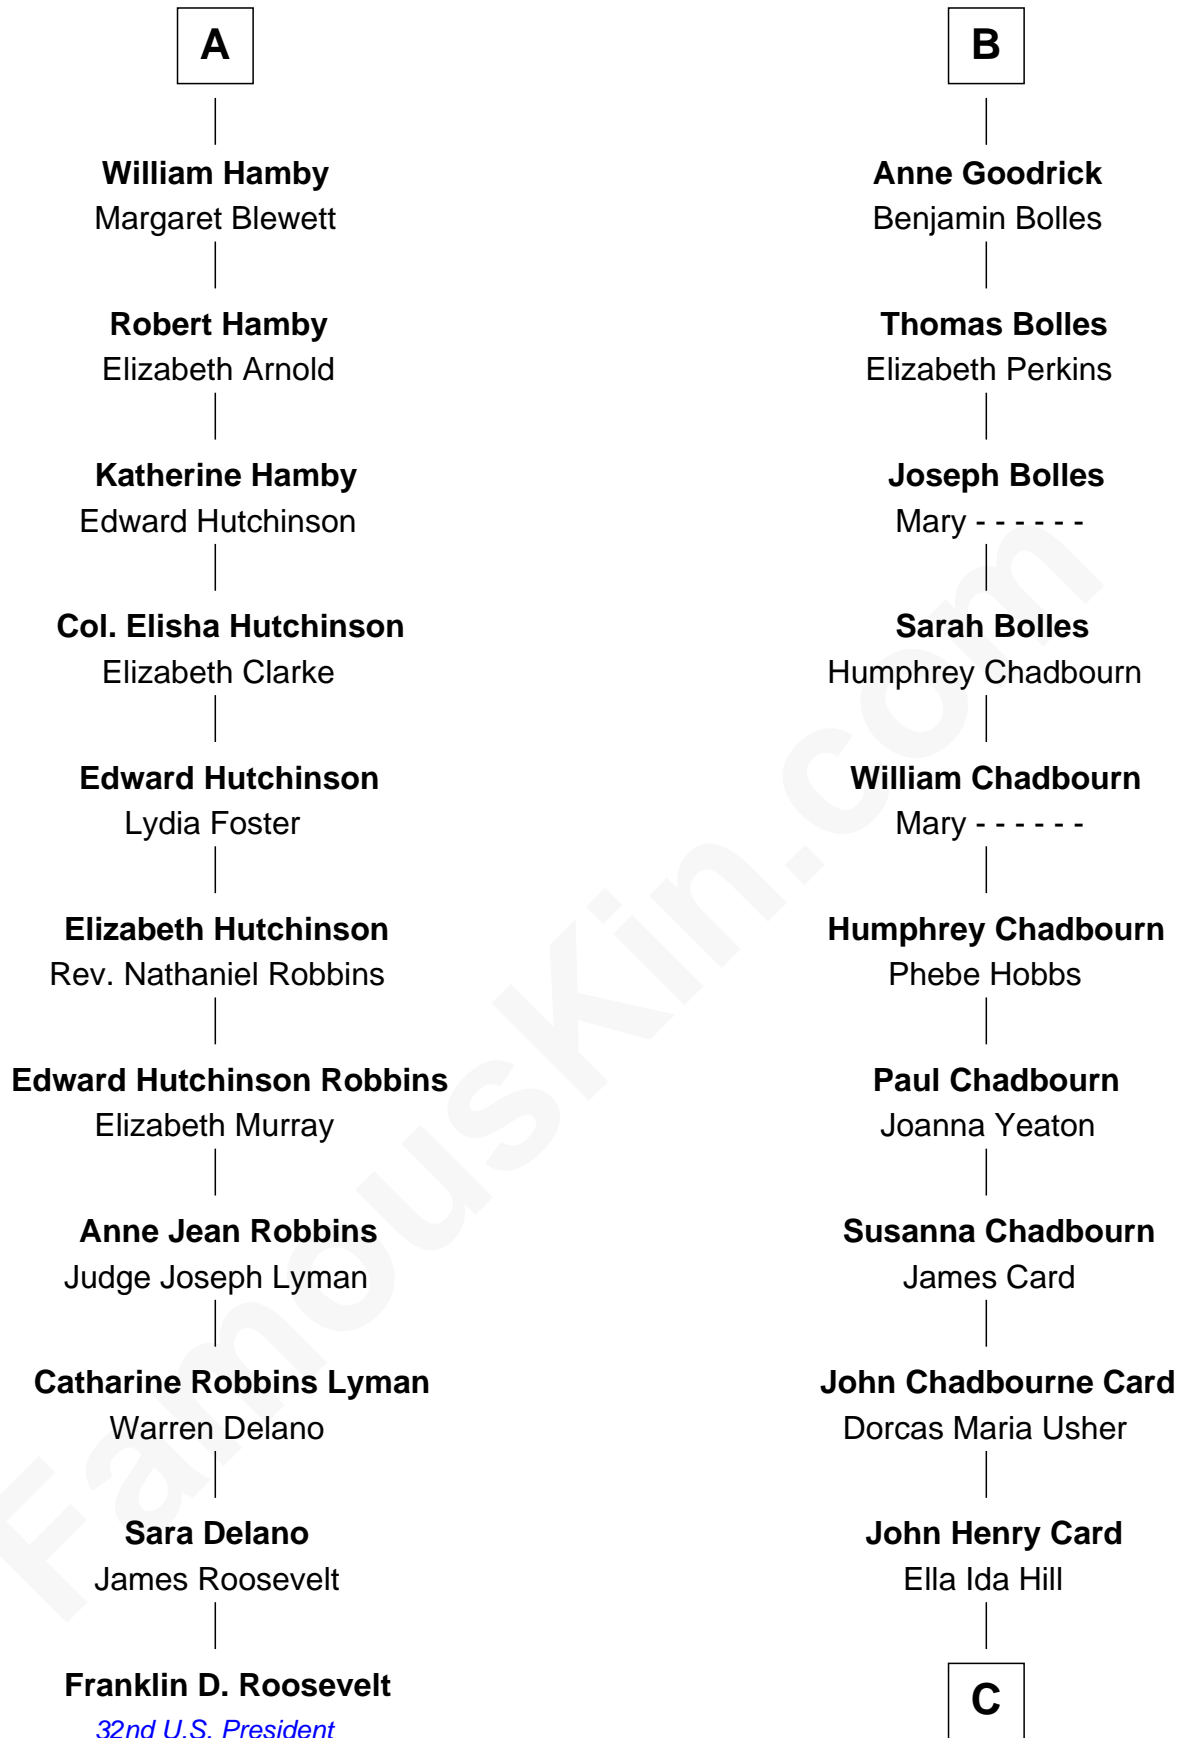 A
William Hamby
Margaret Blewett
Robert Hamby
Elizabeth Arnold
Katherine Hamby
Edward Hutchinson
Col. Elisha Hutchinson
Elizabeth Clarke
Edward Hutchinson
Lydia Foster
Elizabeth Hutchinson
Rev. Nathaniel Robbins
Edward Hutchinson Robbins
Elizabeth Murray
Anne Jean Robbins
Judge Joseph Lyman
Catharine Robbins Lyman
Warren Delano
Sara Delano
James Roosevelt
Franklin D. Roosevelt
32nd U.S. President
B
Anne Goodrick
Benjamin Bolles
Thomas Bolles
Elizabeth Perkins
Joseph Bolles
Mary - - - - - -
Sarah Bolles
Humphrey Chadbourn
William Chadbourn
Mary - - - - - -
Humphrey Chadbourn
Phebe Hobbs
Paul Chadbourn
Joanna Yeaton
Susanna Chadbourn
James Card
John Chadbourne Card
Dorcas Maria Usher
John Henry Card
Ella Ida Hill
C
FamousKin.com